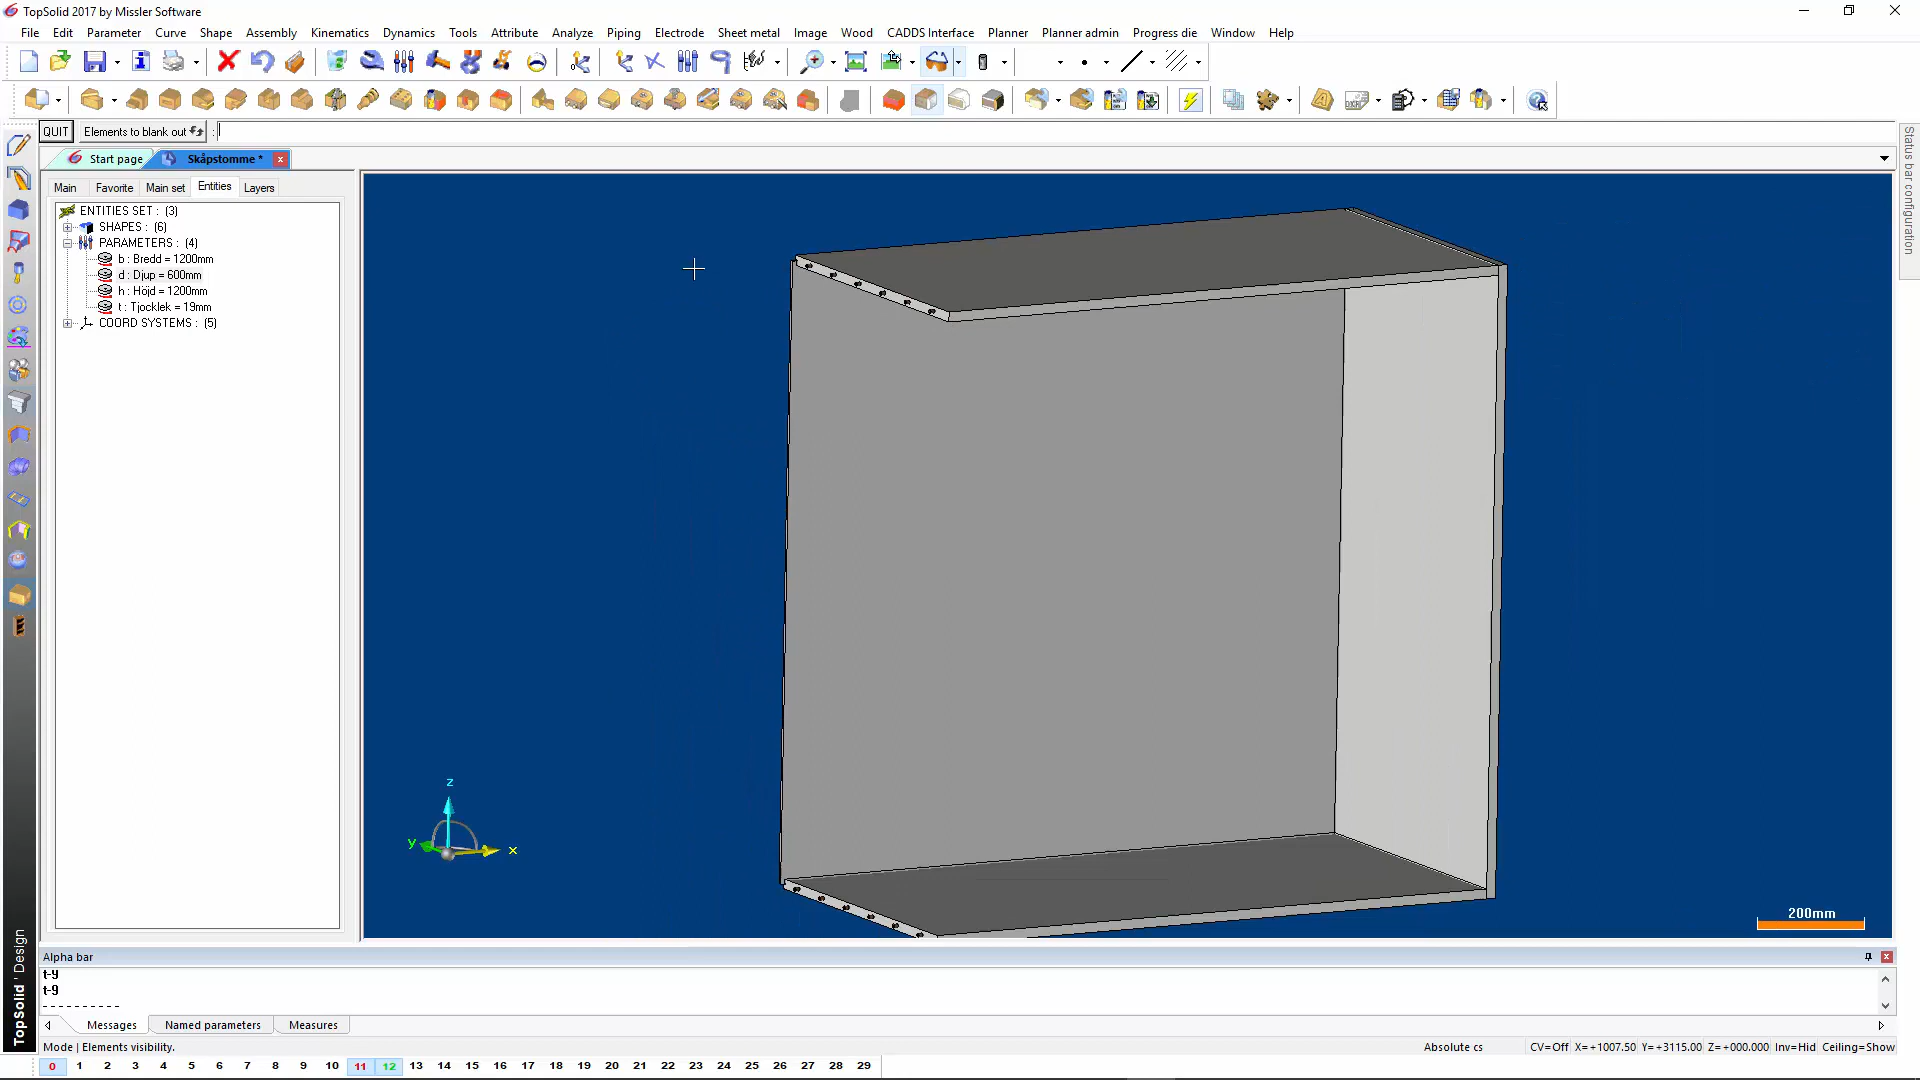 TopSolid 2017 by Missler Software
File Edit Parameter Curve Shape Assembly Kinematics Dynamics Tools Attribute Analyze Piping Electrode Sheet metal Image Wood CADDS Interface Planner Planner admin Progress die Window Help
QUIT Elements to blank out :
Start page Skåpstomme *
Main Favorite Main set Entities Layers
ENTITIES SET : (3)
SHAPES : (6)
PARAMETERS : (4)
b : Bredd = 1200mm
d : Djup = 600mm
h : Höjd = 1200mm
t : Tjocklek = 19mm
COORD SYSTEMS : (5)
Status bar configuration
z
y
x
200mm
TopSolid ' Design
Alpha bar
t-9
t-9
- - - - - - - - - - -
Messages Named parameters Measures
Mode | Elements visibility. Absolute cs CV=Off X=+1007.50 Y=+3115.00 Z=+000.000 Inv=Hid Ceiling=Show
0 1 2 3 4 5 6 7 8 9 10 11 12 13 14 15 16 17 18 19 20 21 22 23 24 25 26 27 28 29